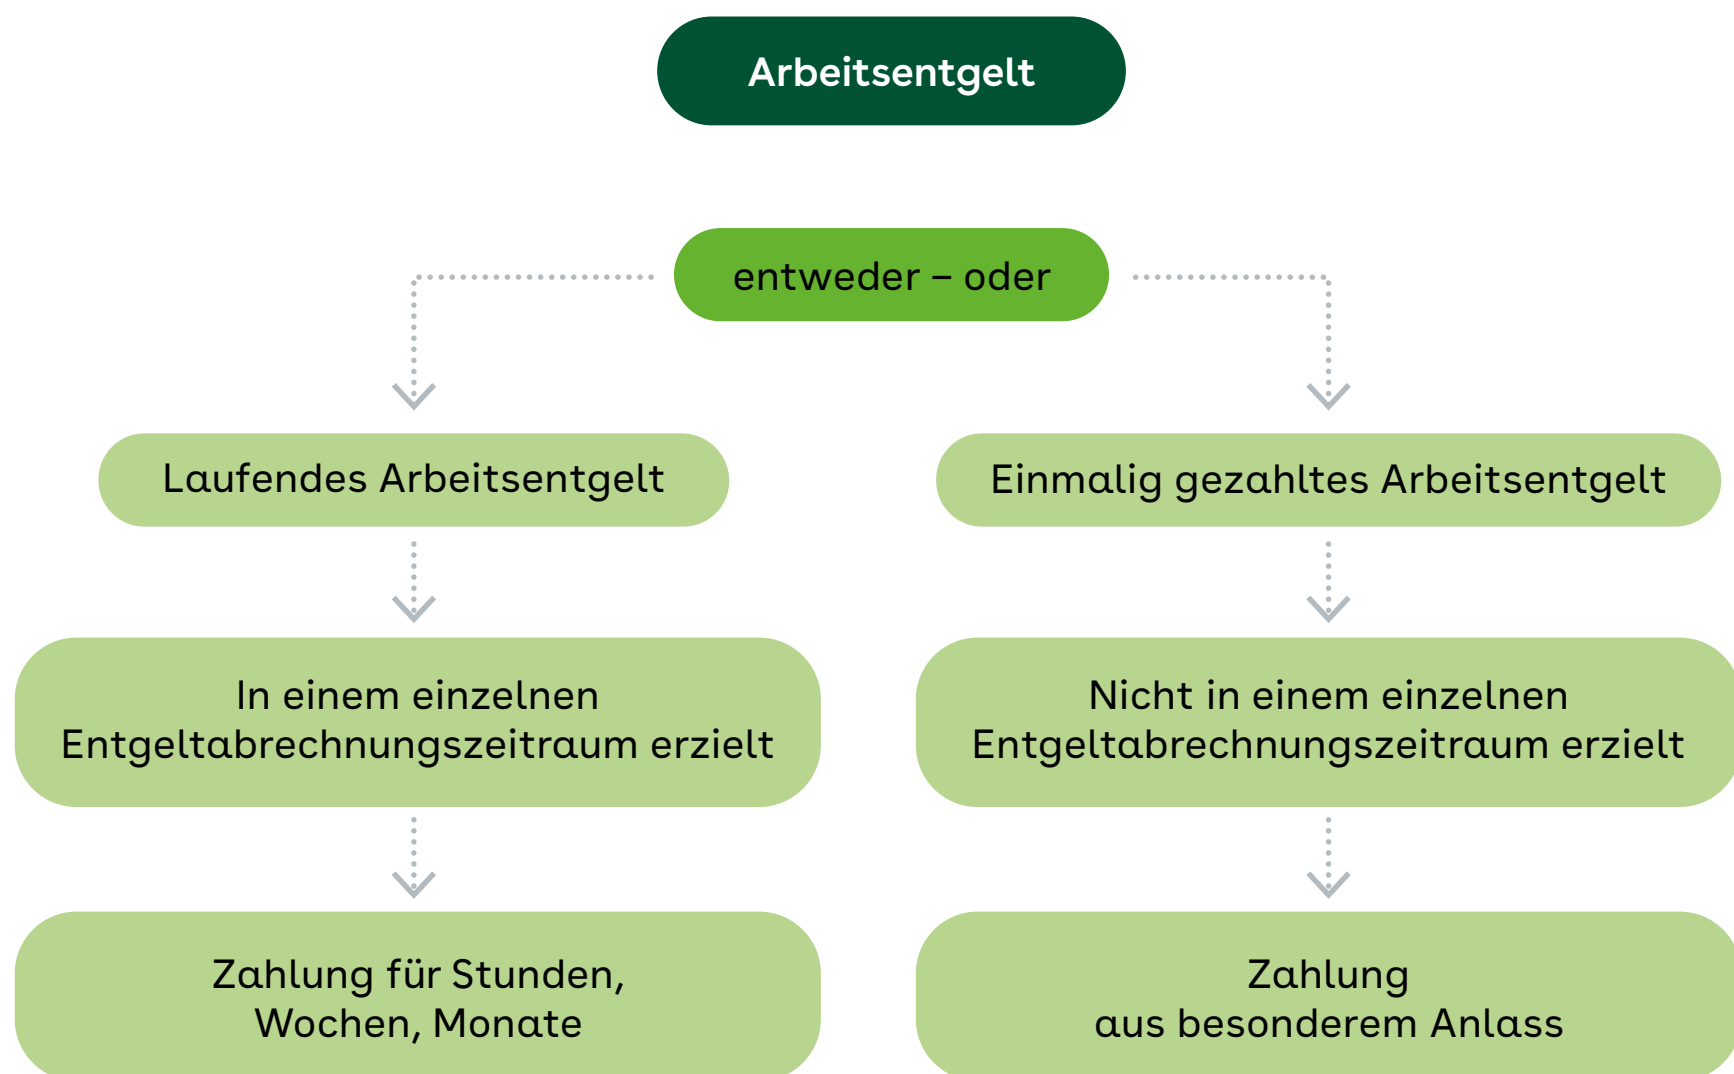 Arbeitsentgelt
entweder – oder
Laufendes Arbeitsentgelt
Einmalig gezahltes Arbeitsentgelt
In einem einzelnen
Entgeltabrechnungszeitraum erzielt
Nicht in einem einzelnen
Entgeltabrechnungszeitraum erzielt
Zahlung für Stunden,
Wochen, Monate
Zahlung
aus besonderem Anlass